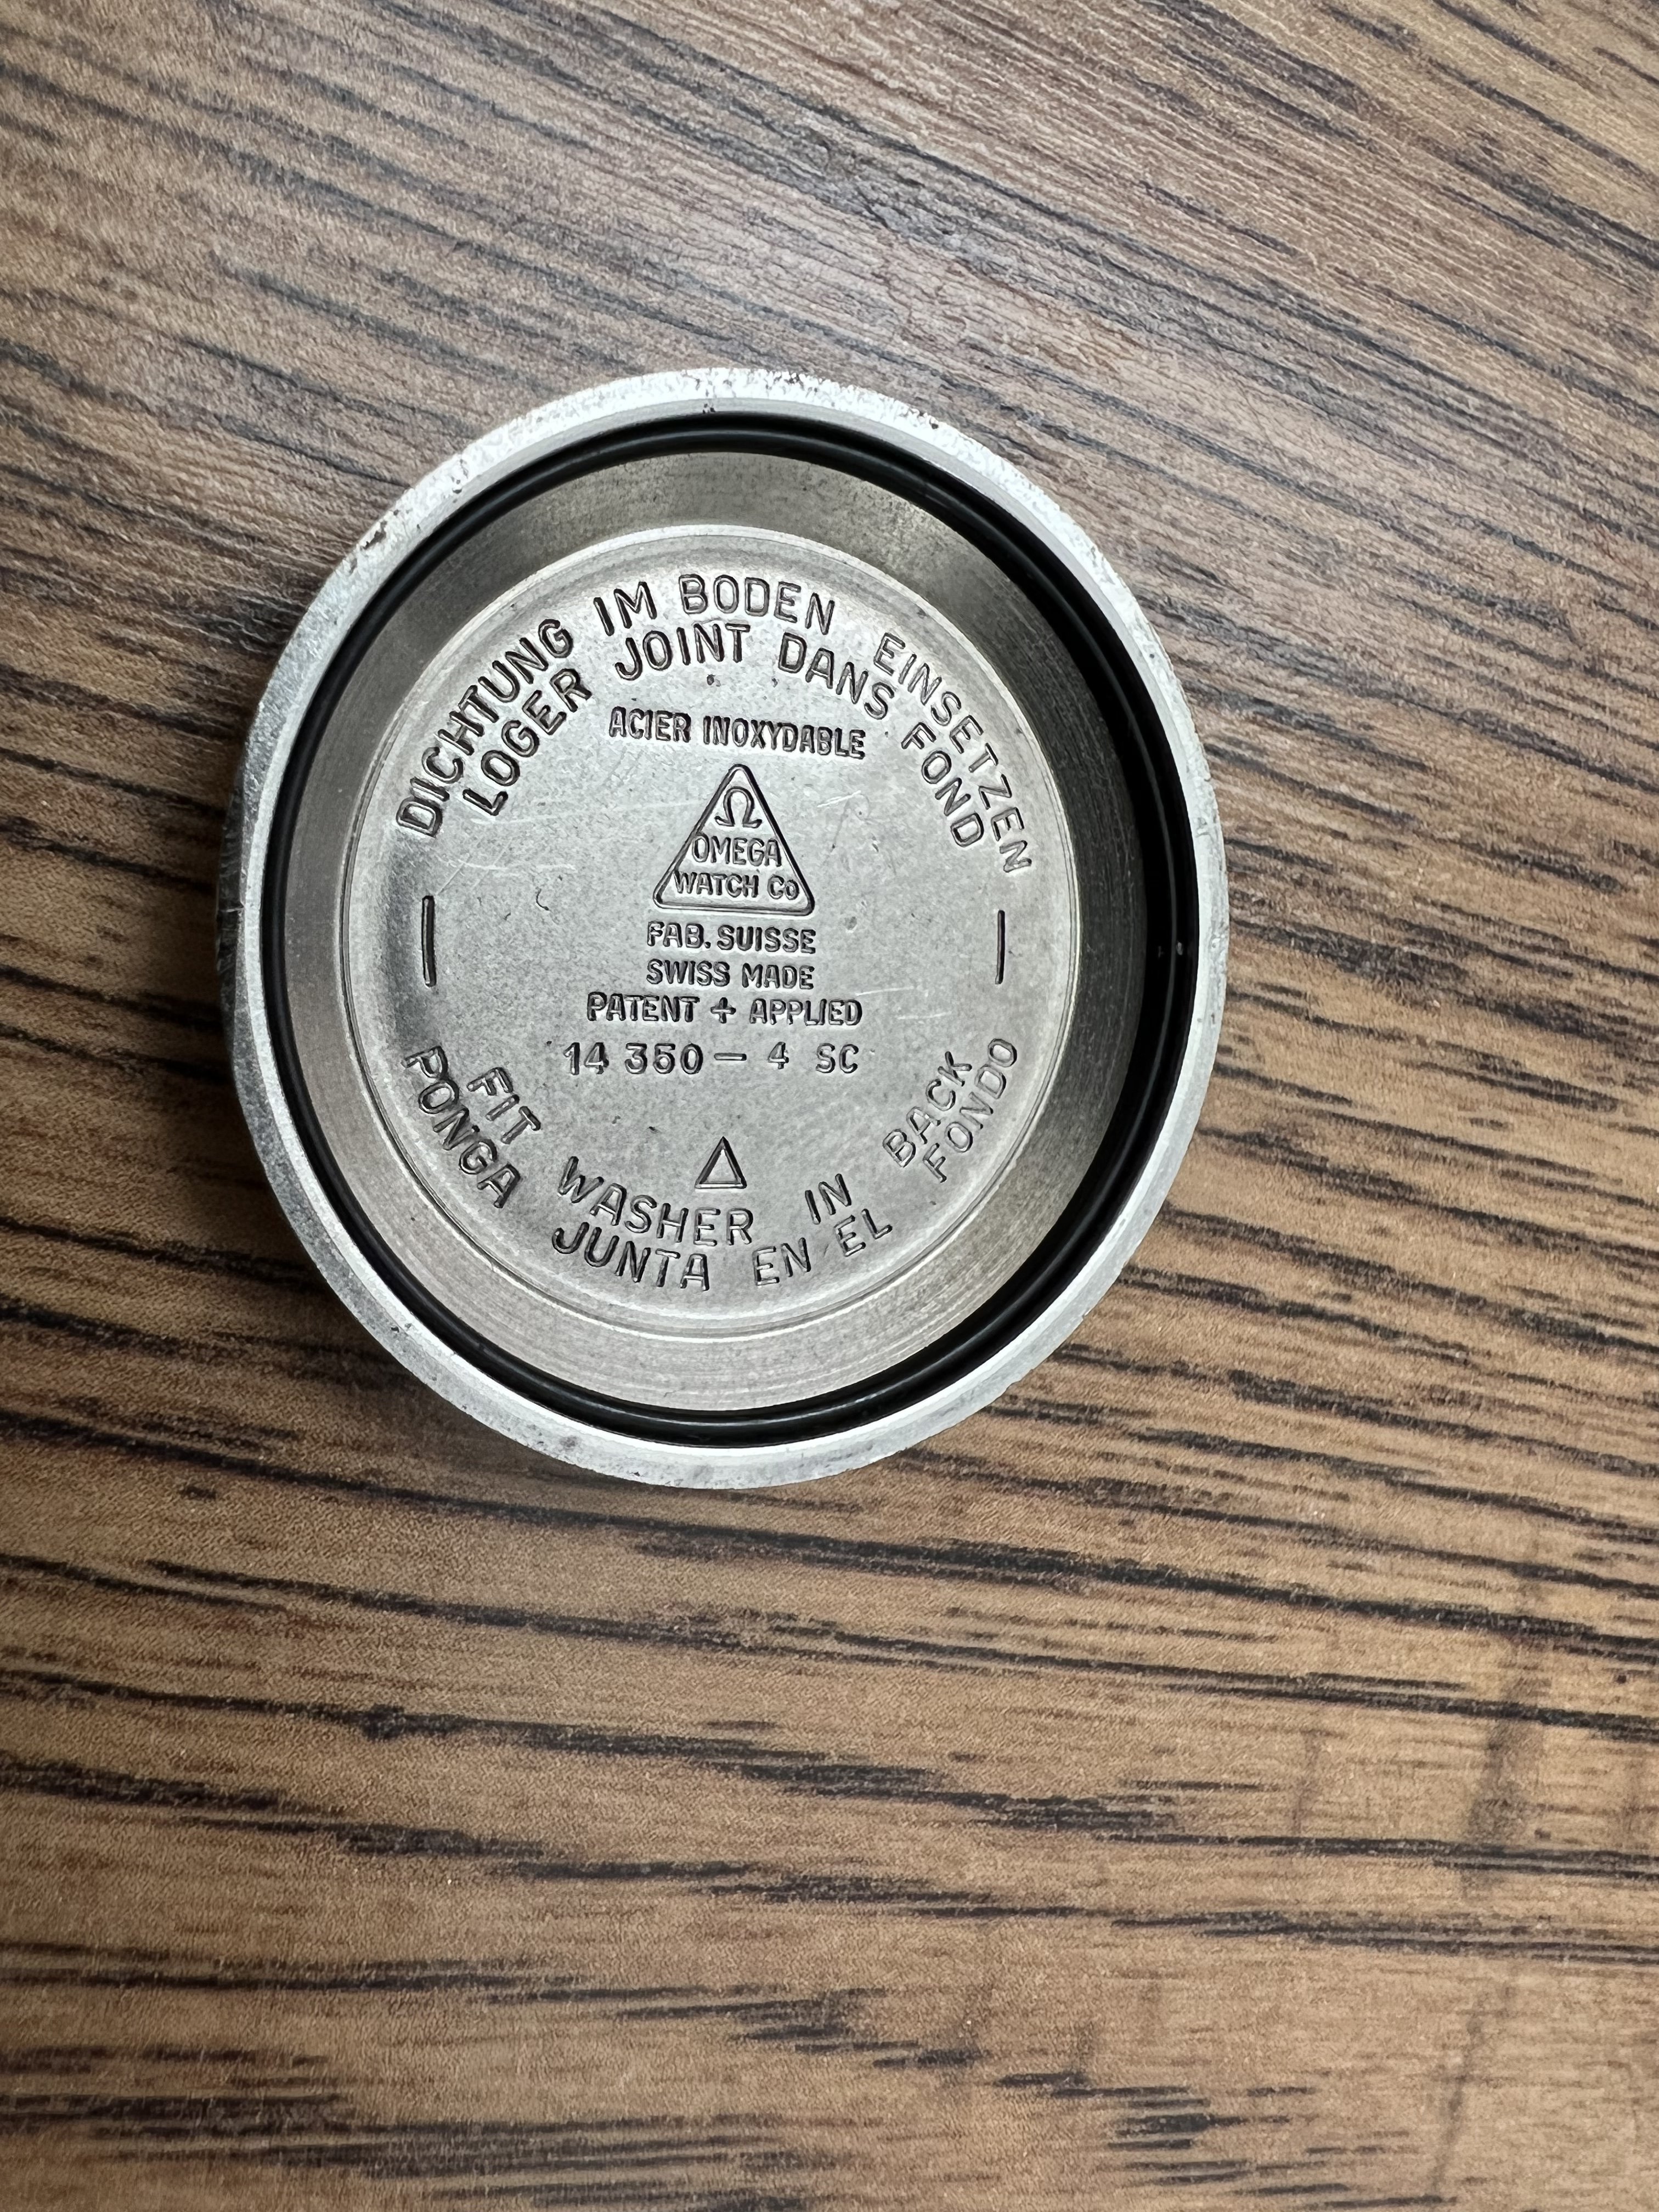 DICHTUNG IM BODEN EINSETZEN
LOGER JOINT DANS FOND
ACIER INOXYDABLE
Ω
OMEGA
WATCH Co
FAB. SUISSE
SWISS MADE
PATENT + APPLIED
14 350 — 4 SC
FIT WASHER IN BACK
PONGA JUNTA EN EL FONDO